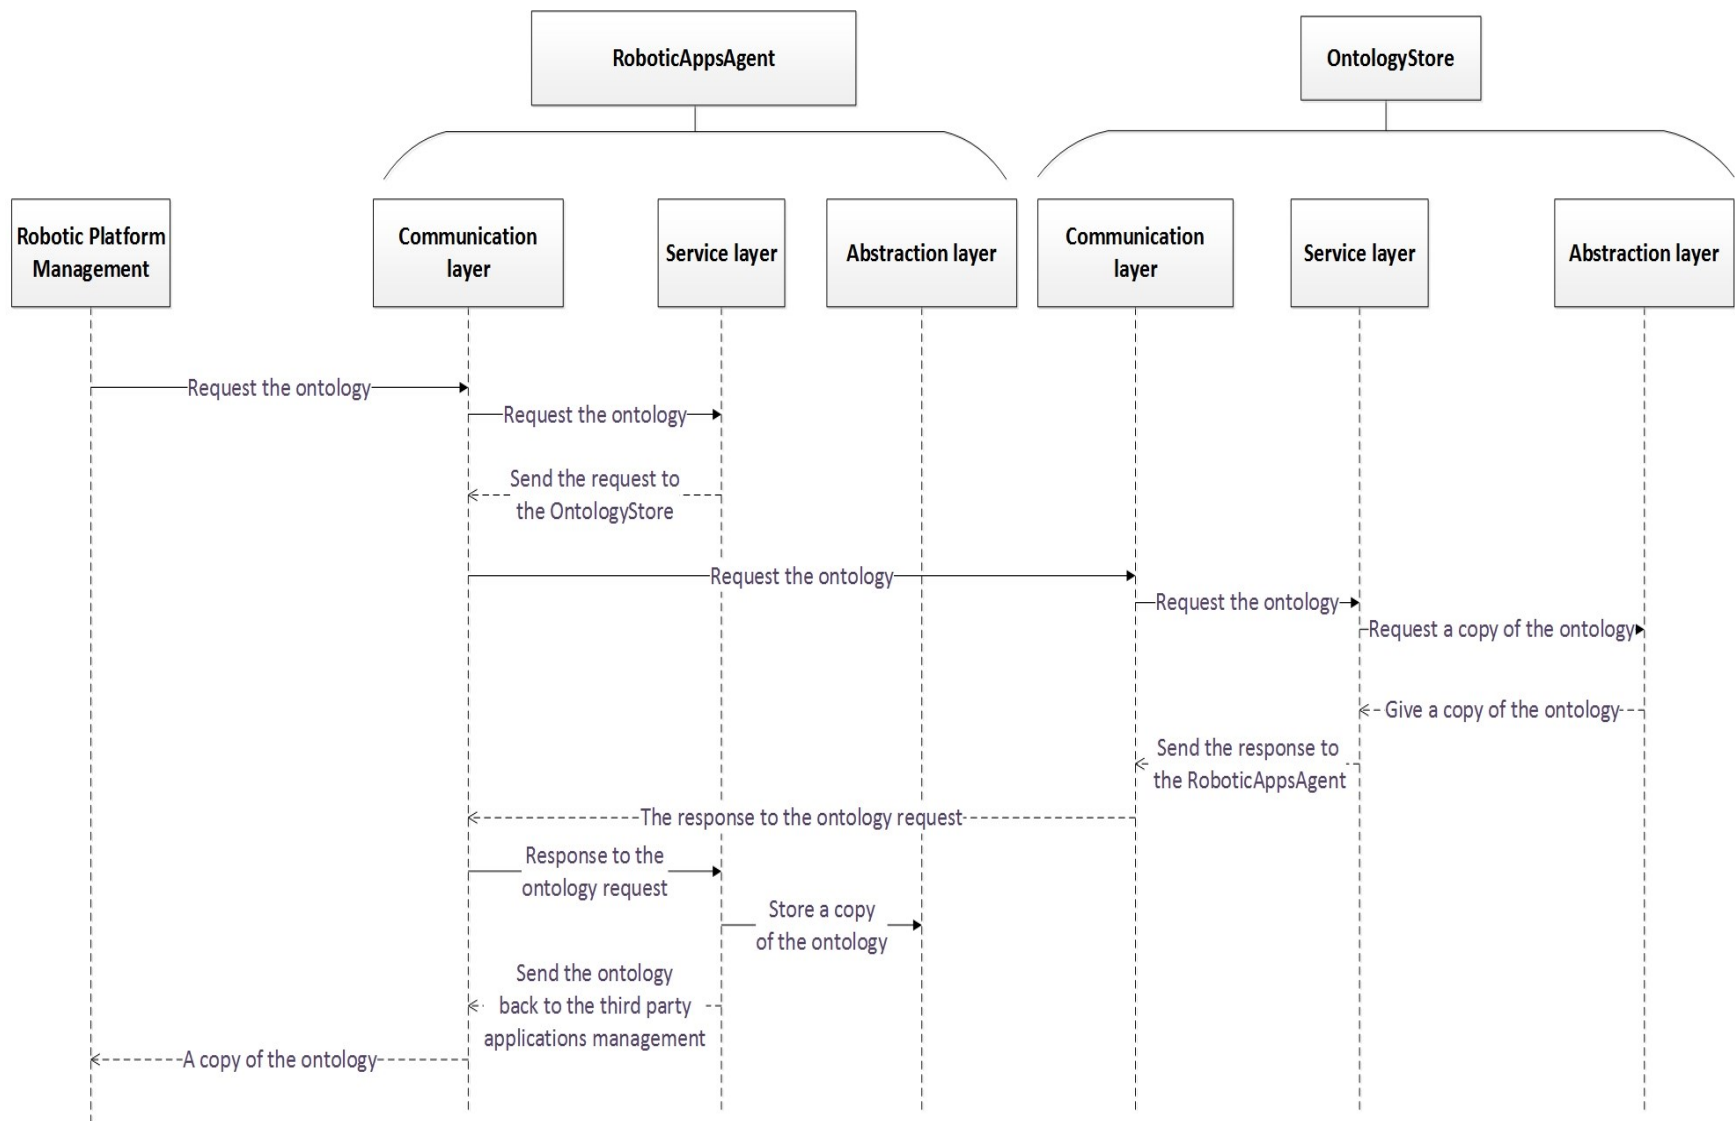 RoboticAppsAgent
OntologyStore
Robotic Platform
Management
Communication
layer
Service layer
Abstraction layer
Communication
layer
Service layer
Abstraction layer
Request the ontology
Request the ontology
Send the request to
the OntologyStore
Request the ontology
Request the ontology
Request a copy of the ontology
Give a copy of the ontology
Send the response to
the RoboticAppsAgent
The response to the ontology request
Response to the
ontology request
Store a copy
of the ontology
Send the ontology
back to the third party
applications management
A copy of the ontology